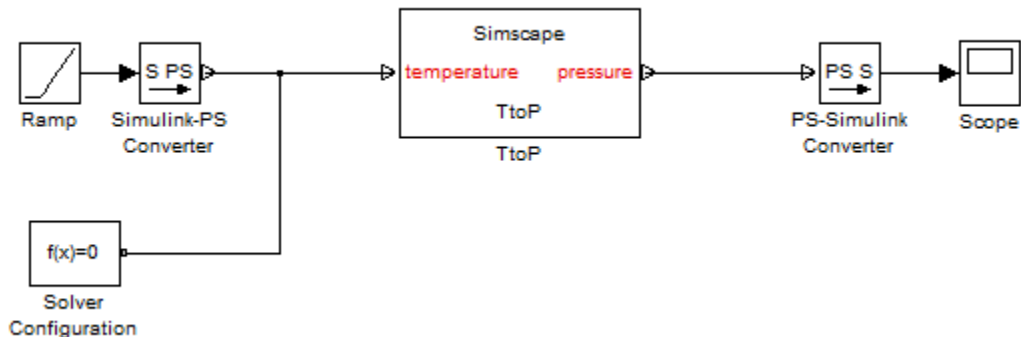 Simscape
S PS
temperature
pressure
PS S
TtoP
Ramp
Simulink-PS
Converter
TtoP
PS-Simulink
Converter
Scope
f(x)=0
Solver
Configuration